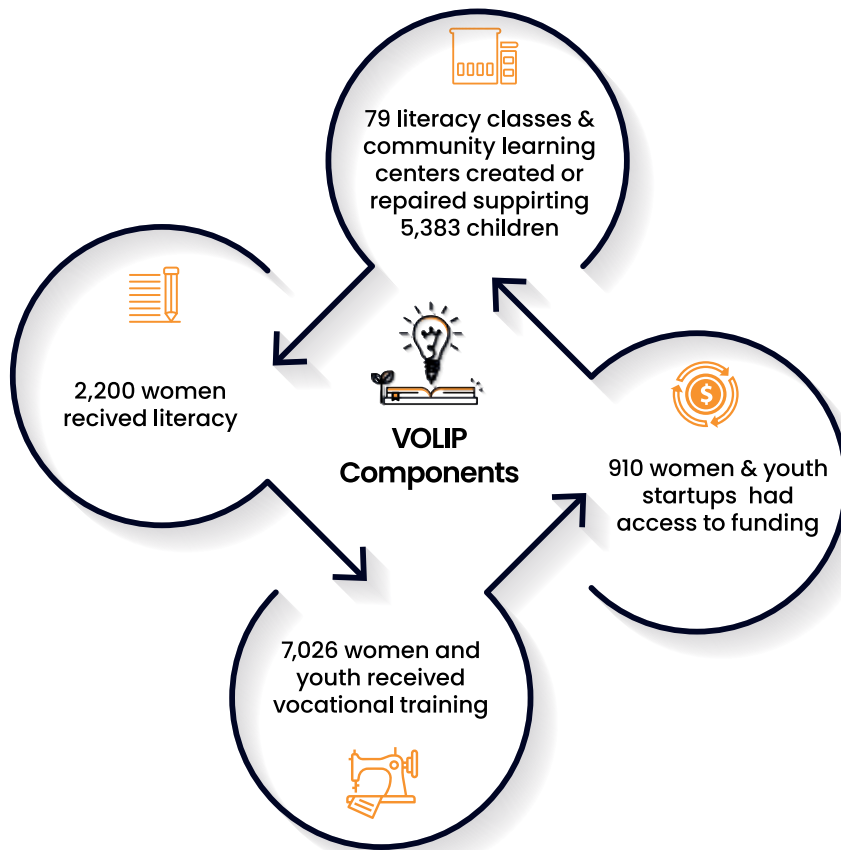 79 literacy classes &
community learning
centers created or
repaired suppirting
5,383 children
2,200 women
recived literacy
VOLIP
Components
910 women & youth
startups had
access to funding
7,026 women and
youth received
vocational training